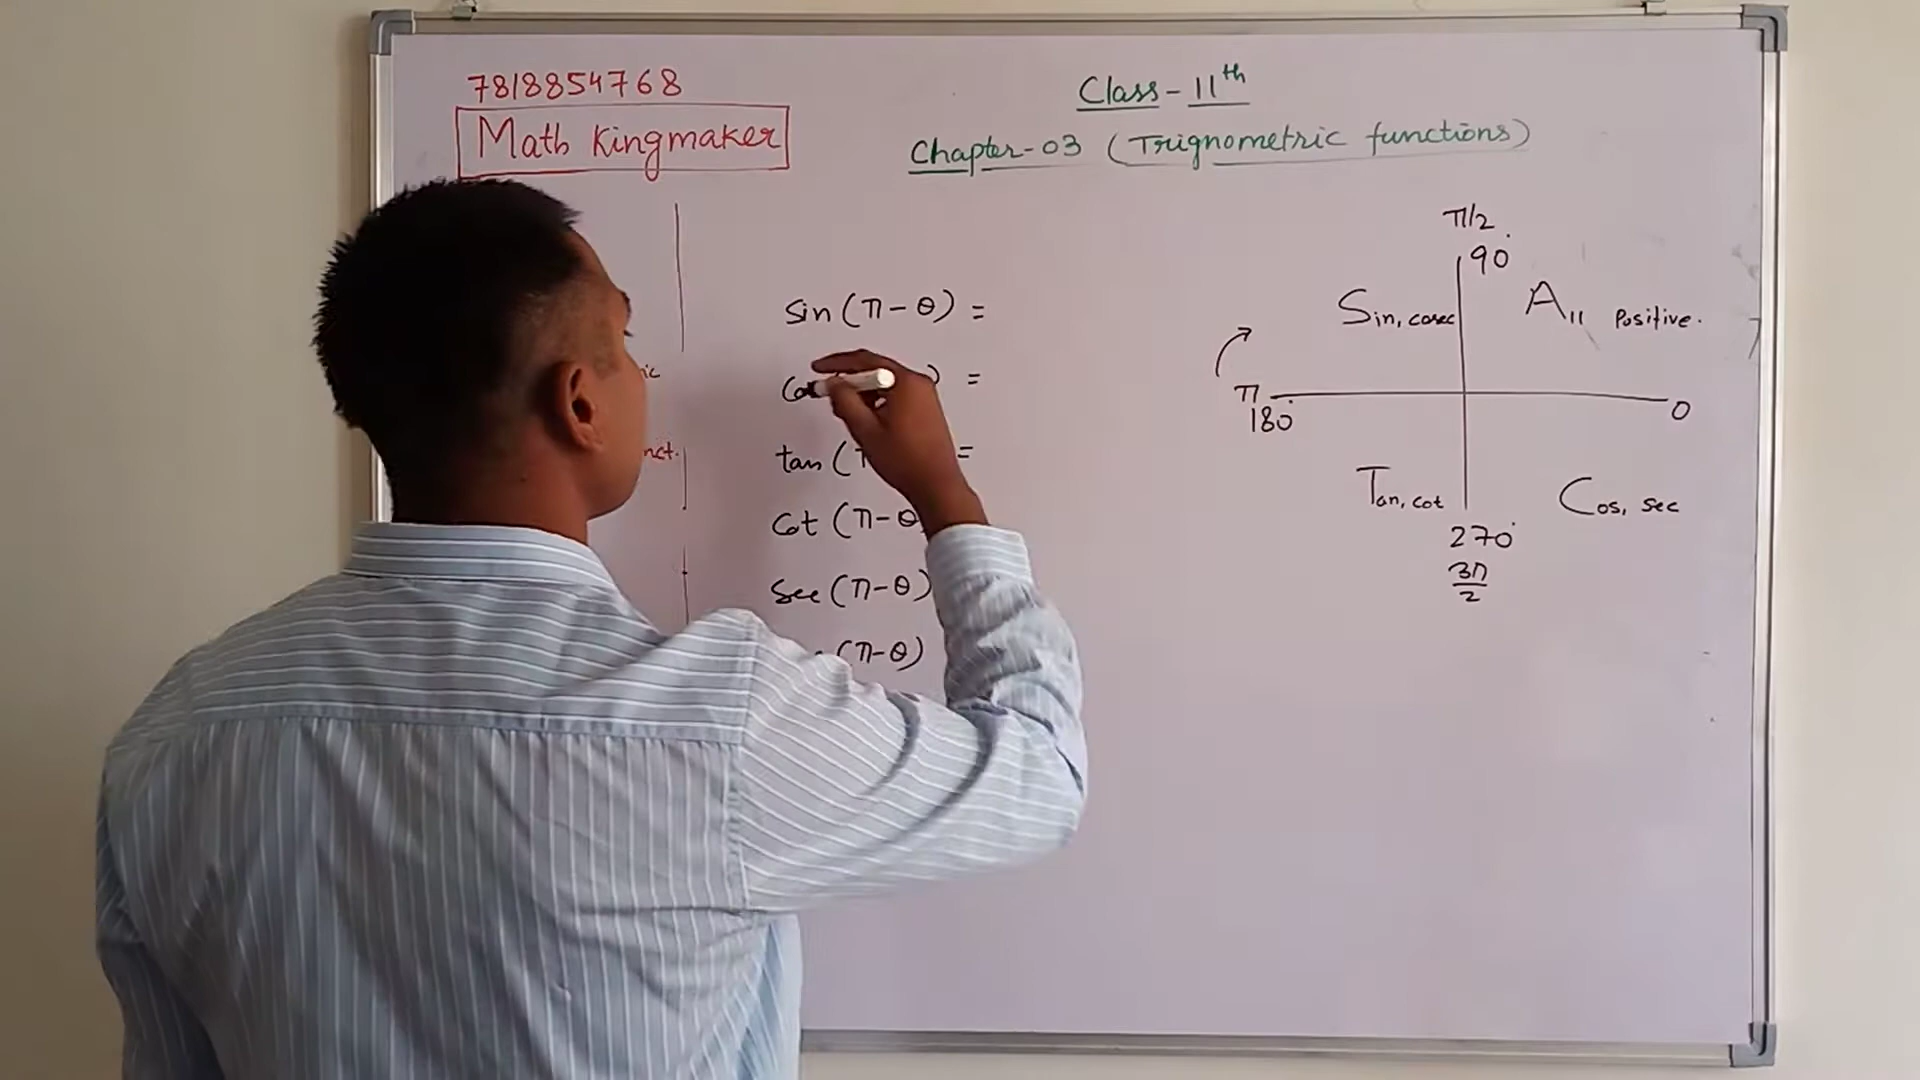 7818854768
Math Kingmaker
Class-11th
Chapter-03 (Trignometric functions)
π/2
90°
Sin, cosec
All Positive.
sin(π-θ) =
=
π
180°
0
tan ( =
cot (π-θ
Tan, cot
Cos, sec
270°
3π/2
nct.
Sec (π-θ)
(π-θ)